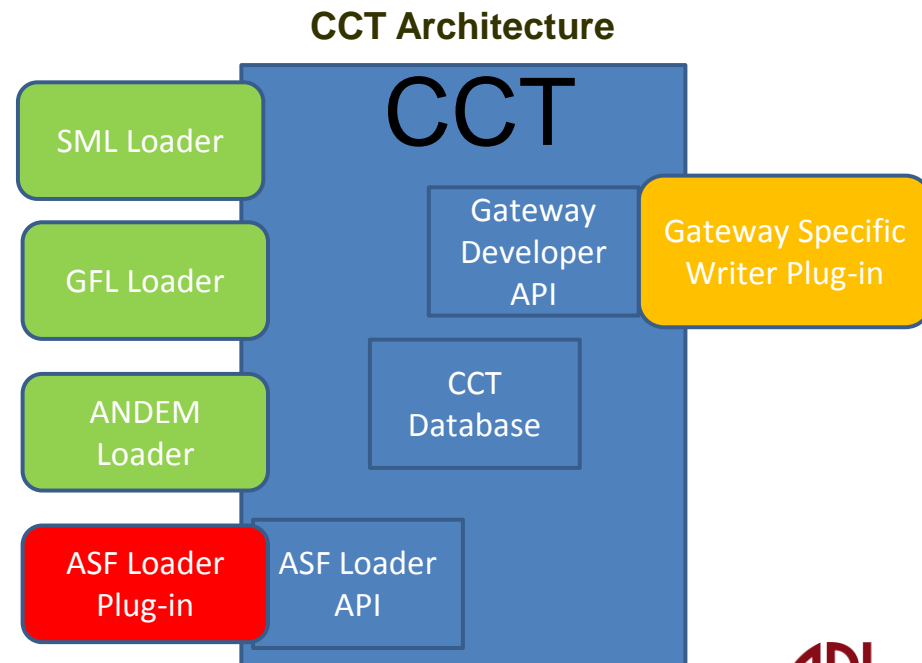 CCT Architecture
CCT
SML Loader
GFL Loader
ANDEM
Loader
ASF Loader
Plug-in
ASF Loader
API
Gateway
Developer
API
CCT
Database
Gateway Specific
Writer Plug-in